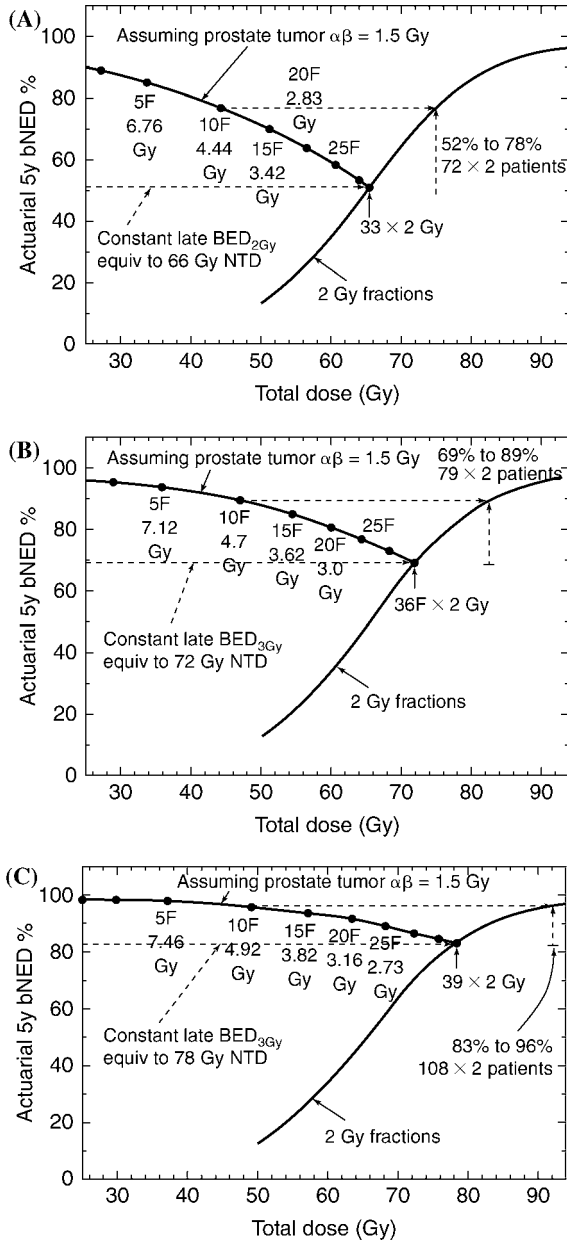 (A)
100
80
60
40
20
0
30 40 50 60 70 80 90
Total dose (Gy)
Actuarial 5y bNED %
Assuming prostate tumor αβ = 1.5 Gy
5F
6.76
Gy
10F
4.44
Gy
15F
3.42
Gy
20F
2.83
Gy
25F
52% to 78%
72 × 2 patients
33 × 2 Gy
Constant late BED2Gy
equiv to 66 Gy NTD
2 Gy fractions
(B)
100
80
60
40
20
0
30 40 50 60 70 80 90
Total dose (Gy)
Actuarial 5y bNED %
Assuming prostate tumor αβ = 1.5 Gy
69% to 89%
79 × 2 patients
5F
7.12
Gy
10F
4.7
Gy
15F
3.62
Gy
20F
3.0
Gy
25F
36F × 2 Gy
Constant late BED3Gy
equiv to 72 Gy NTD
2 Gy fractions
(C)
100
80
60
40
20
0
30 40 50 60 70 80 90
Total dose (Gy)
Actuarial 5y bNED %
Assuming prostate tumor αβ = 1.5 Gy
5F
7.46
Gy
10F
4.92
Gy
15F
3.82
Gy
20F
3.16
Gy
25F
2.73
Gy
39 × 2 Gy
Constant late BED3Gy
equiv to 78 Gy NTD
83% to 96%
108 × 2 patients
2 Gy fractions